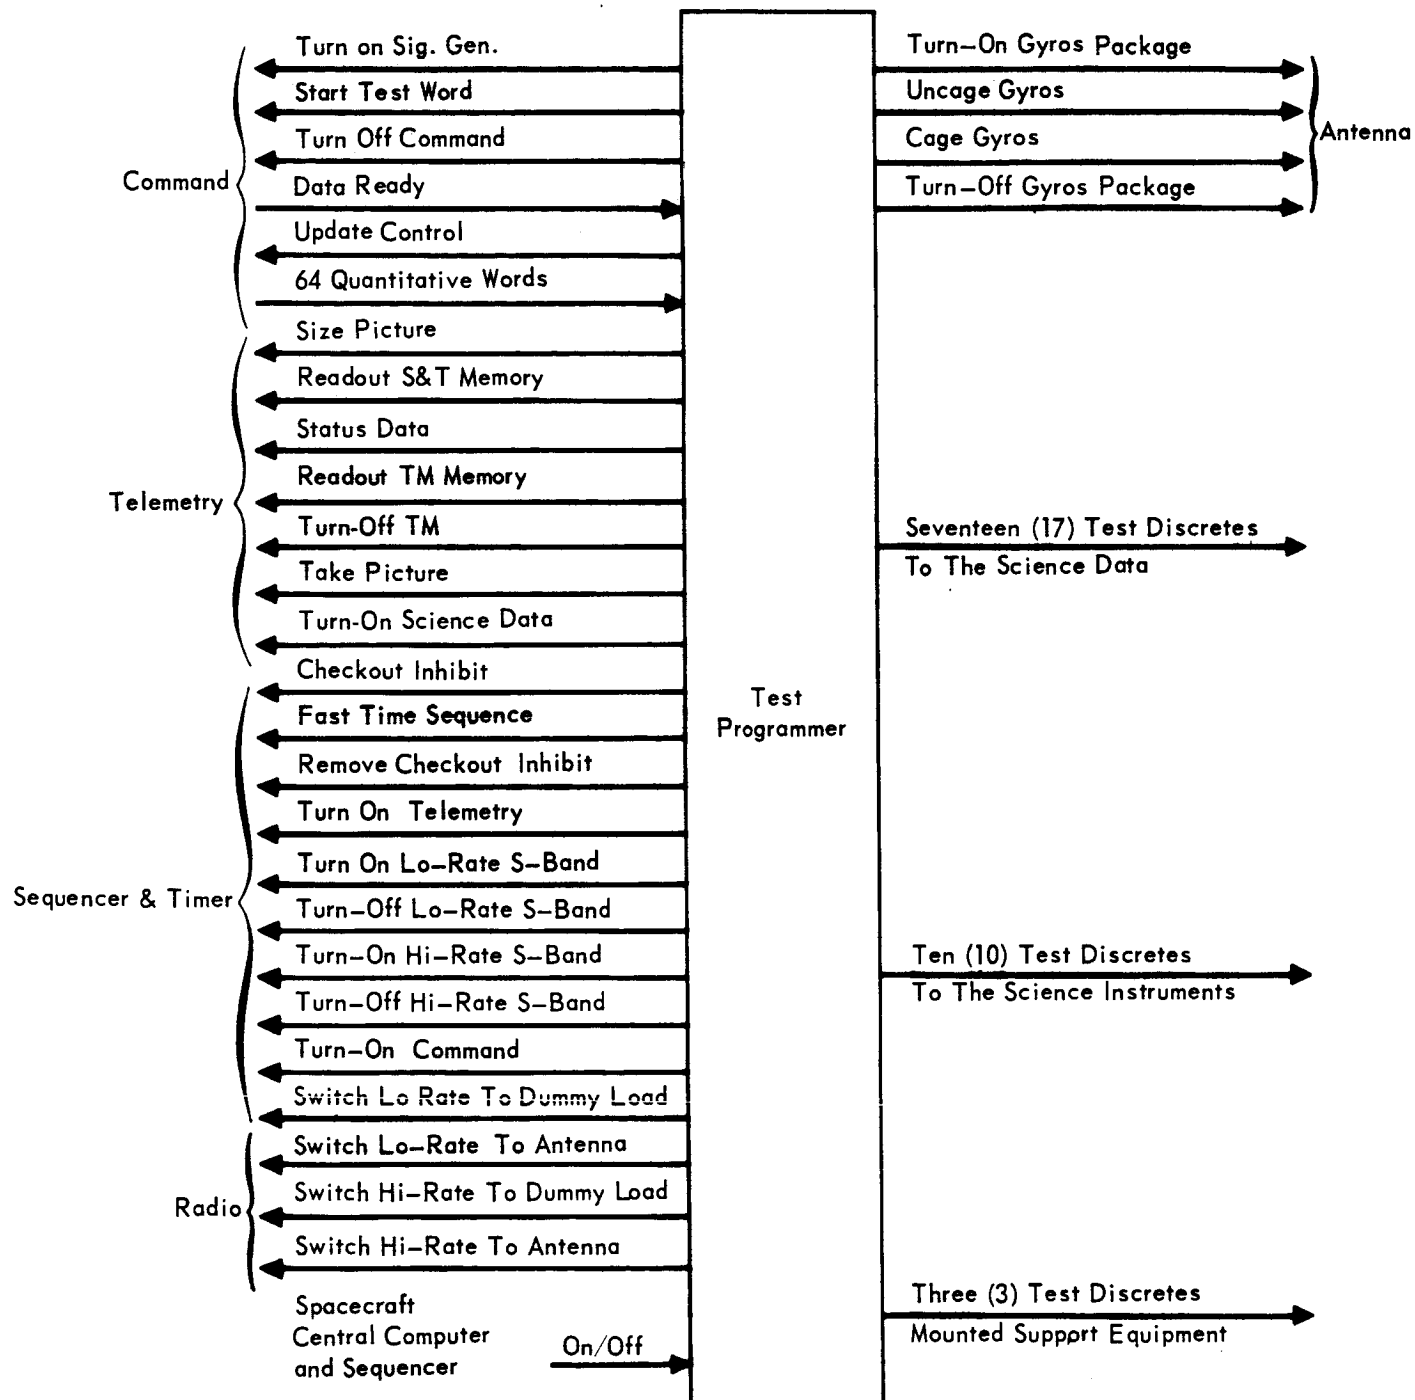 Turn on Sig. Gen.
Start Test Word
Turn Off Command
Command
Data Ready
Update Control
64 Quantitative Words
Size Picture
Readout S&T Memory
Status Data
Readout TM Memory
Telemetry
Turn-Off TM
Take Picture
Turn-On Science Data
Checkout Inhibit
Fast Time Sequence
Remove Checkout Inhibit
Turn On Telemetry
Turn On Lo-Rate S-Band
Sequencer & Timer
Turn-Off Lo-Rate S-Band
Turn-On Hi-Rate S-Band
Turn-Off Hi-Rate S-Band
Turn-On Command
Switch Lo Rate To Dummy Load
Switch Lo-Rate To Antenna
Switch Hi-Rate To Dummy Load
Radio
Switch Hi-Rate To Antenna
Spacecraft
Central Computer
and Sequencer
On/Off
Test
Programmer
Turn-On Gyros Package
Uncage Gyros
Antenna
Cage Gyros
Turn-Off Gyros Package
Seventeen (17) Test Discretes
To The Science Data
Ten (10) Test Discretes
To The Science Instruments
Three (3) Test Discretes
Mounted Support Equipment